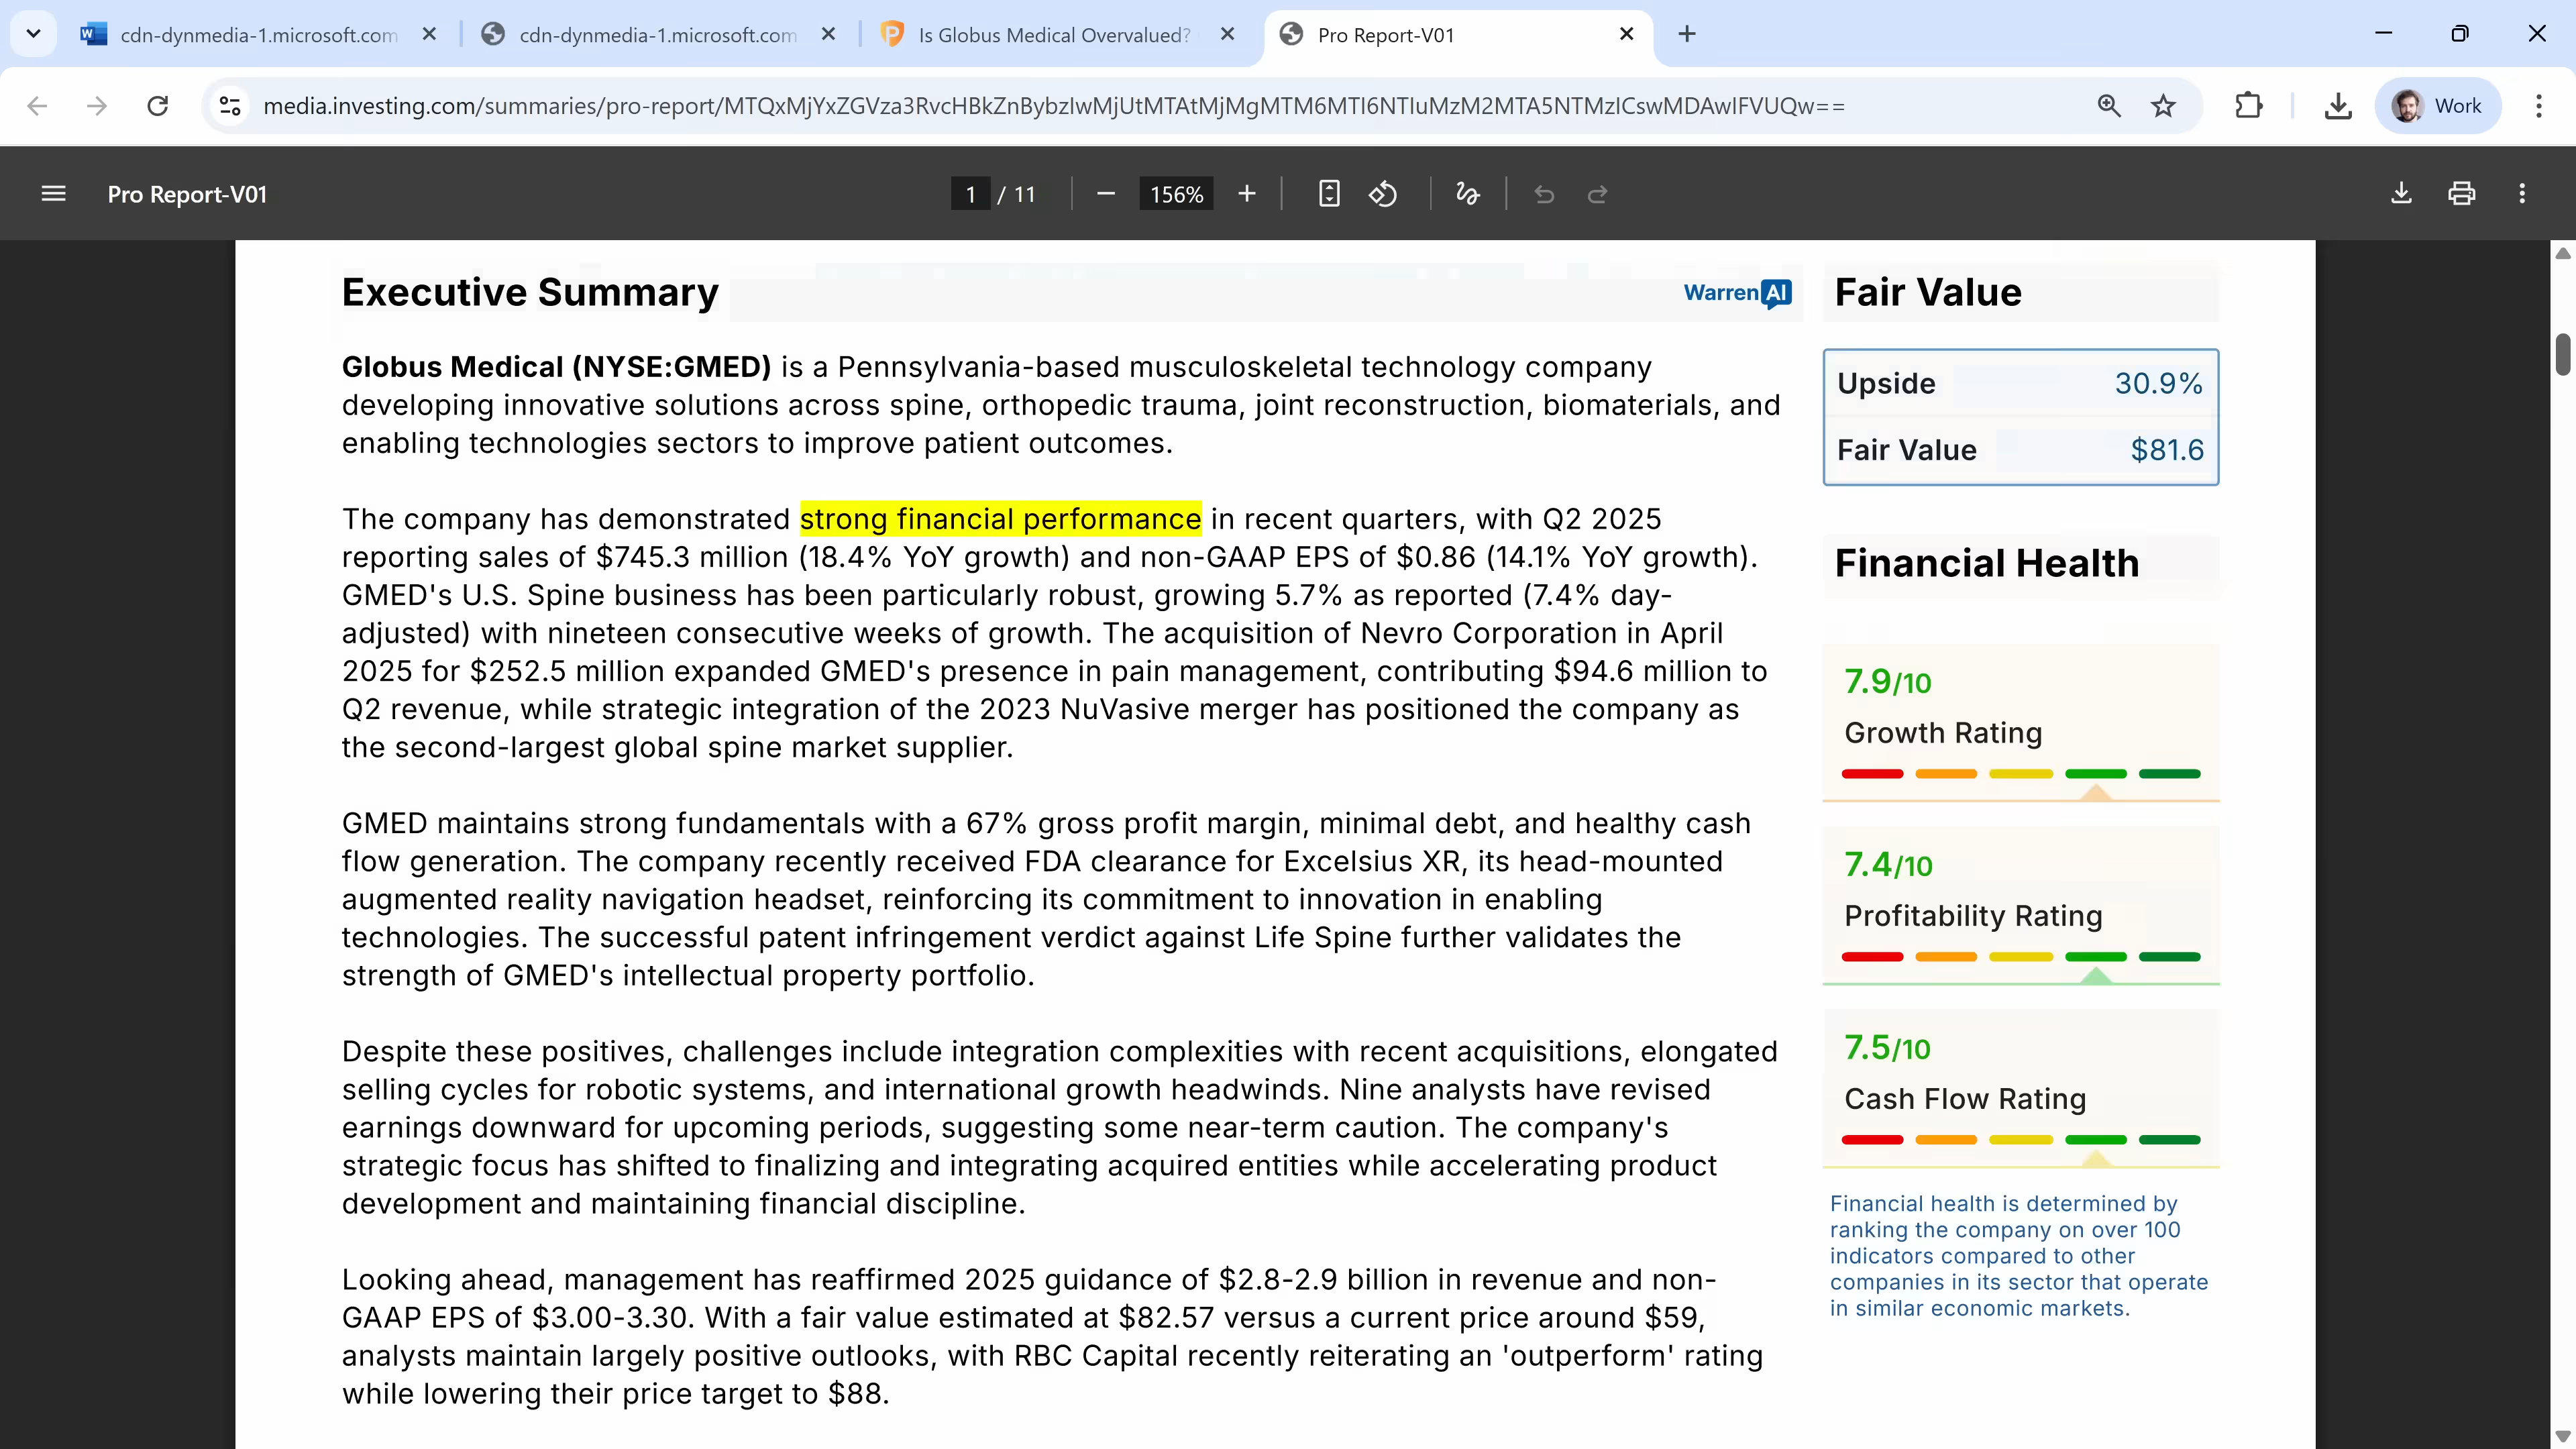 cdn-dynmedia-1.microsoft.com
cdn-dynmedia-1.microsoft.com
Is Globus Medical Overvalued?
Pro Report-V01
media.investing.com/summaries/pro-report/MTQxMjYxZGVza3RvcHBkZnBybzIwMjUtMTAtMjMgMTM6MTI6NTIuMzM2MTA5NTMzICswMDAwIFVUQw==
Work
Pro Report-V01
1 / 11
156%
Executive Summary
WarrenAI
Globus Medical (NYSE:GMED) is a Pennsylvania-based musculoskeletal technology company
developing innovative solutions across spine, orthopedic trauma, joint reconstruction, biomaterials, and
enabling technologies sectors to improve patient outcomes.
The company has demonstrated strong financial performance in recent quarters, with Q2 2025
reporting sales of $745.3 million (18.4% YoY growth) and non-GAAP EPS of $0.86 (14.1% YoY growth).
GMED's U.S. Spine business has been particularly robust, growing 5.7% as reported (7.4% day-
adjusted) with nineteen consecutive weeks of growth. The acquisition of Nevro Corporation in April
2025 for $252.5 million expanded GMED's presence in pain management, contributing $94.6 million to
Q2 revenue, while strategic integration of the 2023 NuVasive merger has positioned the company as
the second-largest global spine market supplier.
GMED maintains strong fundamentals with a 67% gross profit margin, minimal debt, and healthy cash
flow generation. The company recently received FDA clearance for Excelsius XR, its head-mounted
augmented reality navigation headset, reinforcing its commitment to innovation in enabling
technologies. The successful patent infringement verdict against Life Spine further validates the
strength of GMED's intellectual property portfolio.
Despite these positives, challenges include integration complexities with recent acquisitions, elongated
selling cycles for robotic systems, and international growth headwinds. Nine analysts have revised
earnings downward for upcoming periods, suggesting some near-term caution. The company's
strategic focus has shifted to finalizing and integrating acquired entities while accelerating product
development and maintaining financial discipline.
Looking ahead, management has reaffirmed 2025 guidance of $2.8-2.9 billion in revenue and non-
GAAP EPS of $3.00-3.30. With a fair value estimated at $82.57 versus a current price around $59,
analysts maintain largely positive outlooks, with RBC Capital recently reiterating an 'outperform' rating
while lowering their price target to $88.
Fair Value
Upside 30.9%
Fair Value $81.6
Financial Health
7.9/10
Growth Rating
7.4/10
Profitability Rating
7.5/10
Cash Flow Rating
Financial health is determined by
ranking the company on over 100
indicators compared to other
companies in its sector that operate
in similar economic markets.